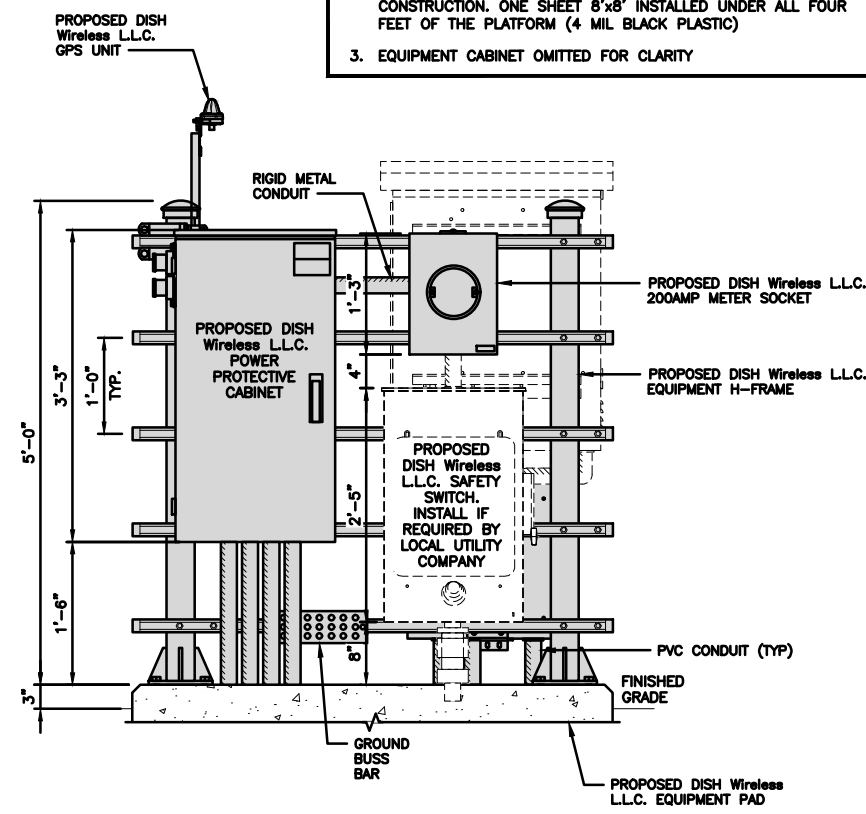 CONSTRUCTION. ONE SHEET 8'x8' INSTALLED UNDER ALL FOUR
FEET OF THE PLATFORM (4 MIL BLACK PLASTIC)
3. EQUIPMENT CABINET OMITTED FOR CLARITY
PROPOSED DISH
Wireless L.L.C.
GPS UNIT
RIGID METAL
CONDUIT
PROPOSED DISH Wireless L.L.C.
200AMP METER SOCKET
PROPOSED DISH
Wireless L.L.C.
POWER
PROTECTIVE
CABINET
PROPOSED DISH Wireless L.L.C.
EQUIPMENT H-FRAME
PROPOSED
DISH Wireless
L.L.C. SAFETY
SWITCH.
INSTALL IF
REQUIRED BY
LOCAL UTILITY
COMPANY
5'-0"
3'-3"
1'-0"
TYP.
1'-3"
4"
2'-5"
1'-6"
8"
3"
PVC CONDUIT (TYP)
FINISHED
GRADE
GROUND
BUSS
BAR
PROPOSED DISH Wireless
L.L.C. EQUIPMENT PAD